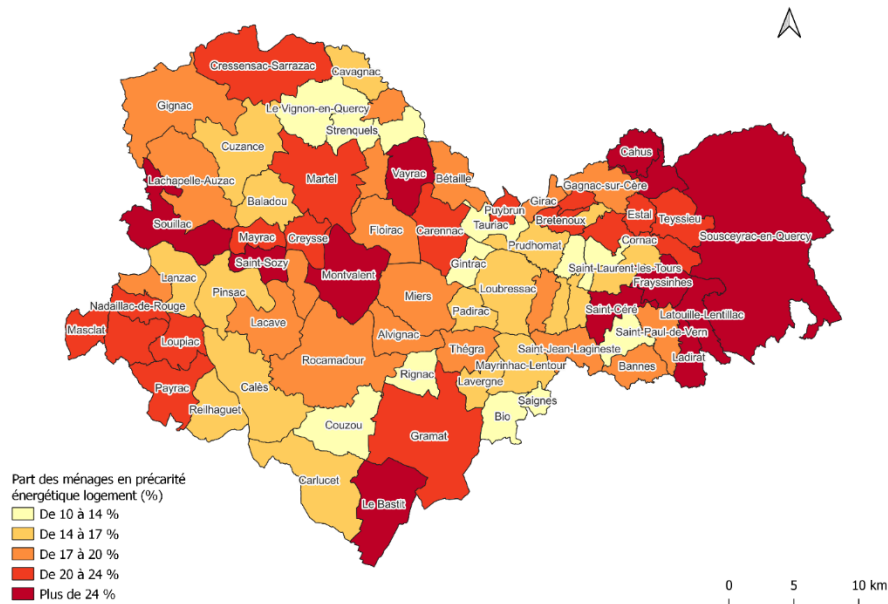 Cressensac-Sarrazac
Cavagnac
Gignac
Le Vignon-en-Quercy
Strenquels
Cuzance
Cahus
Lachapelle-Auzac
Martel
Vayrac
Bétaille
Gagnac-sur-Cère
Baladou
Girac
Puybrun
Estal
Teyssieu
Souillac
Tauriac
Bretenoux
Sousceyrac-en-Quercy
Mayrac
Creysse
Floirac
Carennac
Cornac
Prudhomat
Saint-Sozy
Gintrac
Saint-Laurent-les-Tours
Montvalent
Frayssinhes
Lanzac
Pinsac
Miers
Loubressac
Nadaillac-de-Rouge
Padirac
Saint-Céré
Latouille-Lentillac
Masclat
Lacave
Saint-Paul-de-Vern
Loupiac
Alvignac
Thégra
Saint-Jean-Lagineste
Rocamadour
Mayrinhac-Lentour
Bannes
Ladirat
Payrac
Calès
Rignac
Lavergne
Reilhaguet
Saignes
Couzou
Bio
Gramat
Carlucet
Le Bastit
Part des ménages en précarité
énergétique logement (%)
De 10 à 14 %
De 14 à 17 %
De 17 à 20 %
De 20 à 24 %
Plus de 24 %
0 5 10 km